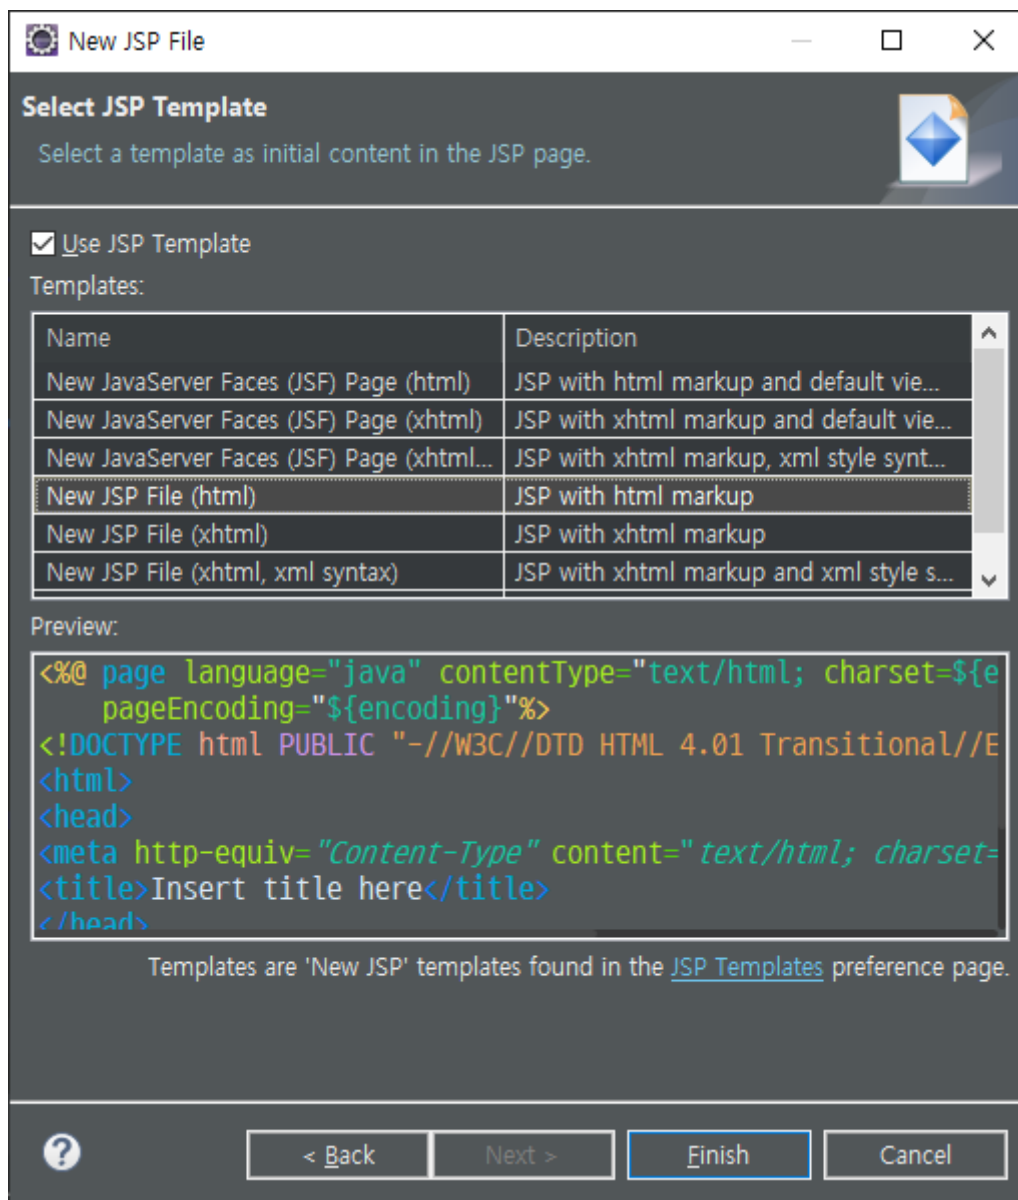 New JSP File
Select JSP Template
Select a template as initial content in the JSP page.
Use JSP Template
Templates:
Name Description
New JavaServer Faces (JSF) Page (html) JSP with html markup and default vie...
New JavaServer Faces (JSF) Page (xhtml) JSP with xhtml markup and default vie...
New JavaServer Faces (JSF) Page (xhtml... JSP with xhtml markup, xml style synt...
New JSP File (html) JSP with html markup
New JSP File (xhtml) JSP with xhtml markup
New JSP File (xhtml, xml syntax) JSP with xhtml markup and xml style s...
Preview:
<%@ page language="java" contentType="text/html; charset=${e
pageEncoding="${encoding}"%>
<!DOCTYPE html PUBLIC "-//W3C//DTD HTML 4.01 Transitional//E
<html>
<head>
<meta http-equiv="Content-Type" content="text/html; charset=
<title>Insert title here</title>
</head>
Templates are 'New JSP' templates found in the JSP Templates preference page.
? < Back Next > Finish Cancel